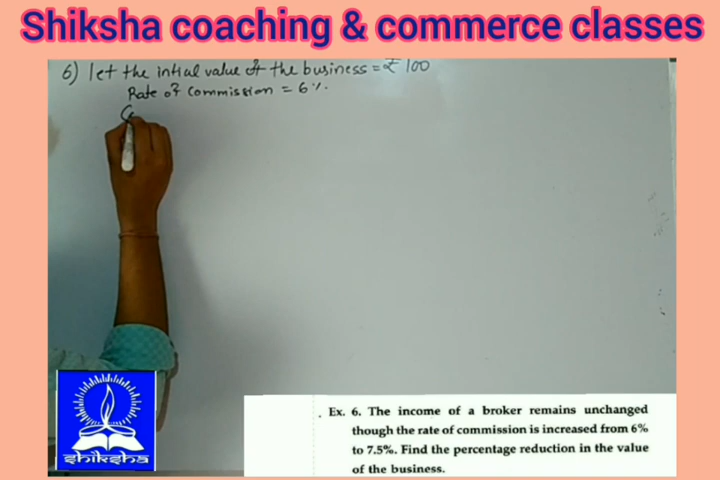 Shiksha coaching & commerce classes
6) let the intial value of the business = ₹ 100
Rate of Commission = 6%.
shiksha
Ex. 6. The income of a broker remains unchanged
though the rate of commission is increased from 6%
to 7.5%. Find the percentage reduction in the value
of the business.